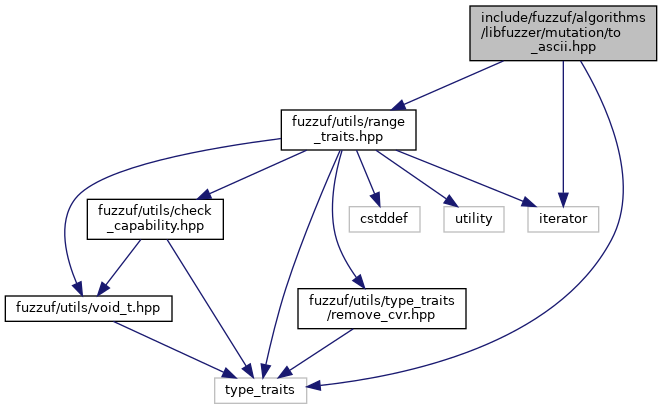 include/fuzzuf/algorithms
/libfuzzer/mutation/to
_ascii.hpp
fuzzuf/utils/range
_traits.hpp
fuzzuf/utils/check
_capability.hpp
cstddef
utility
iterator
fuzzuf/utils/void_t.hpp
fuzzuf/utils/type_traits
/remove_cvr.hpp
type_traits